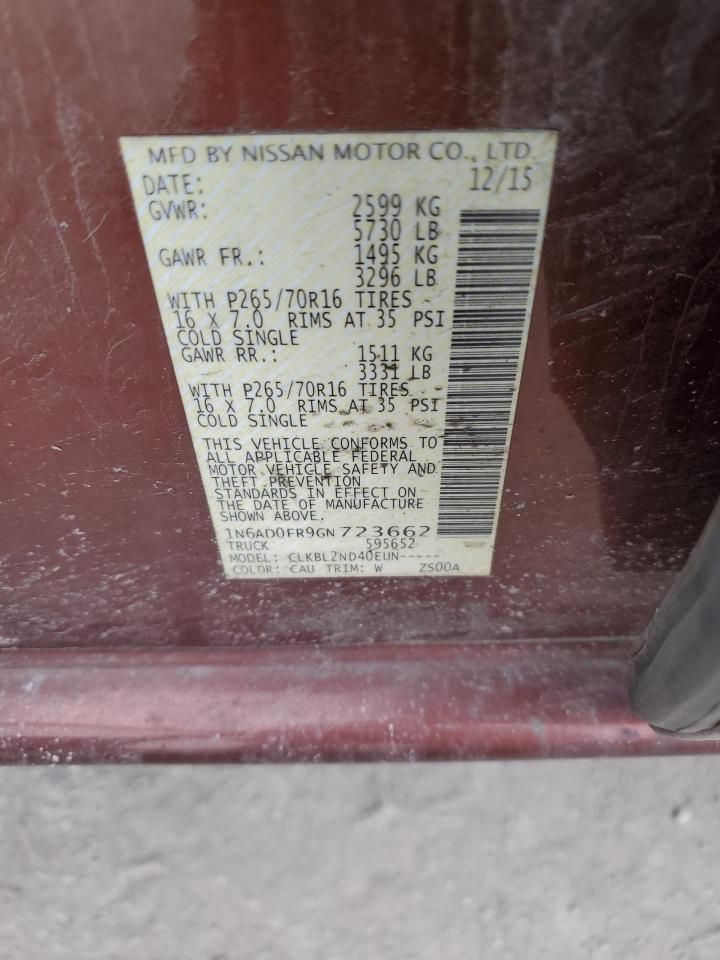 MFD BY NISSAN MOTOR CO., LTD.
DATE: 12/15
GVWR: 2599 KG
5730 LB
GAWR FR.: 1495 KG
3296 LB
WITH P265/70R16 TIRES
16 X 7.0 RIMS AT 35 PSI
COLD SINGLE
GAWR RR.: 1511 KG
3331 LB
WITH P265/70R16 TIRES
16 X 7.0 RIMS AT 35 PSI
COLD SINGLE
THIS VEHICLE CONFORMS TO
ALL APPLICABLE FEDERAL
MOTOR VEHICLE SAFETY AND
THEFT PREVENTION
STANDARDS IN EFFECT ON
THE DATE OF MANUFACTURE
SHOWN ABOVE.
1N6AD0FR9GN723662
TRUCK 595652
MODEL: CLKBL2ND40EUN-----
COLOR: CAU TRIM: W ZS00A